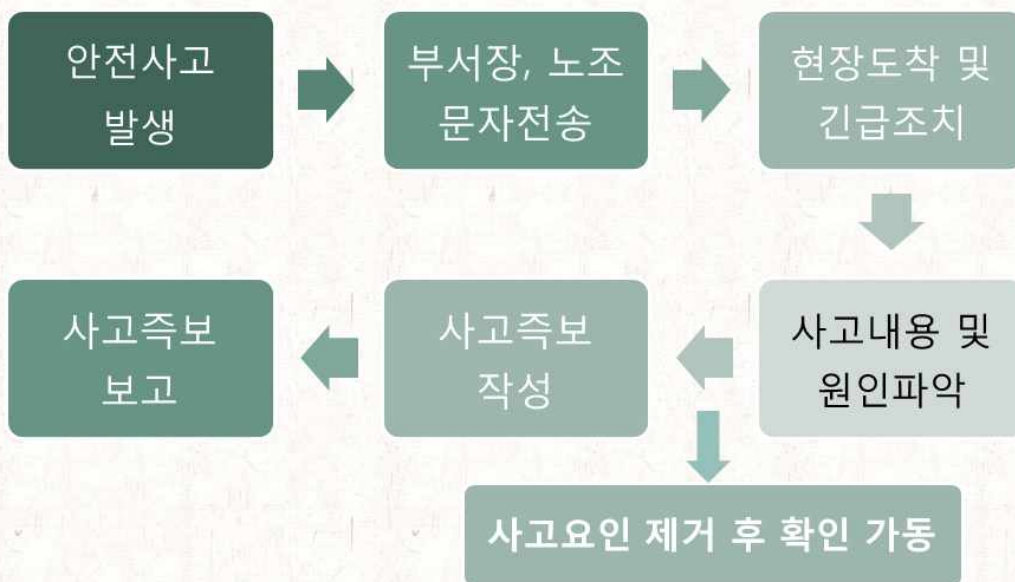 안전사고
발생
부서장, 노조
문자전송
현장도착 및
긴급조치
사고내용 및
원인파악
사고즉보
작성
사고즉보
보고
사고요인 제거 후 확인 가동